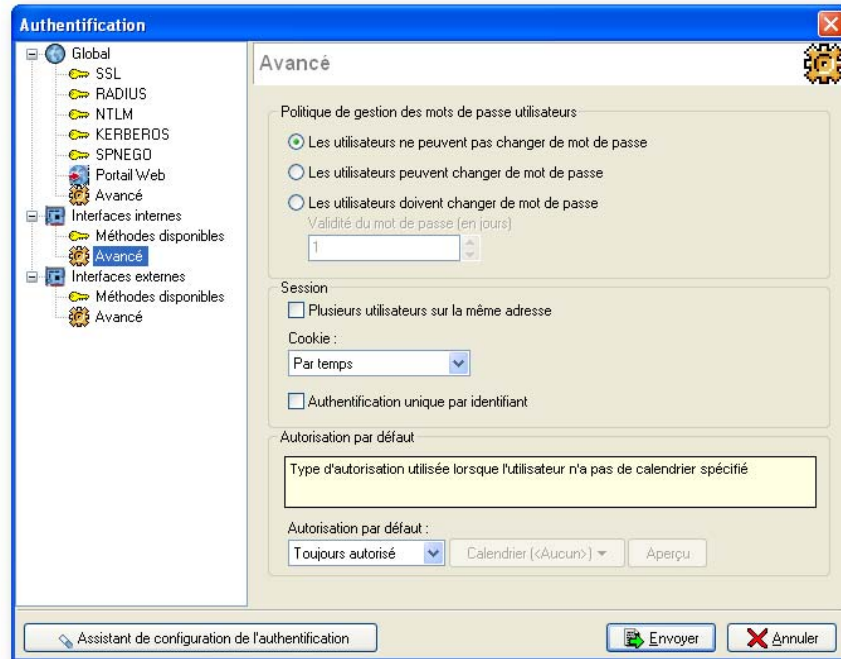 Authentification
Global
SSL
RADIUS
NTLM
KERBEROS
SPNEGO
Portail Web
Avancé
Interfaces internes
Méthodes disponibles
Avancé
Interfaces externes
Méthodes disponibles
Avancé
Avancé
Politique de gestion des mots de passe utilisateurs
Les utilisateurs ne peuvent pas changer de mot de passe
Les utilisateurs peuvent changer de mot de passe
Les utilisateurs doivent changer de mot de passe
Validité du mot de passe (en jours)
1
Session
Plusieurs utilisateurs sur la même adresse
Cookie :
Par temps
Authentification unique par identifiant
Autorisation par défaut
Type d'autorisation utilisée lorsque l'utilisateur n'a pas de calendrier spécifié
Autorisation par défaut :
Toujours autorisé
Calendrier (<Aucun>)
Aperçu
Assistant de configuration de l'authentification
Envoyer
Annuler